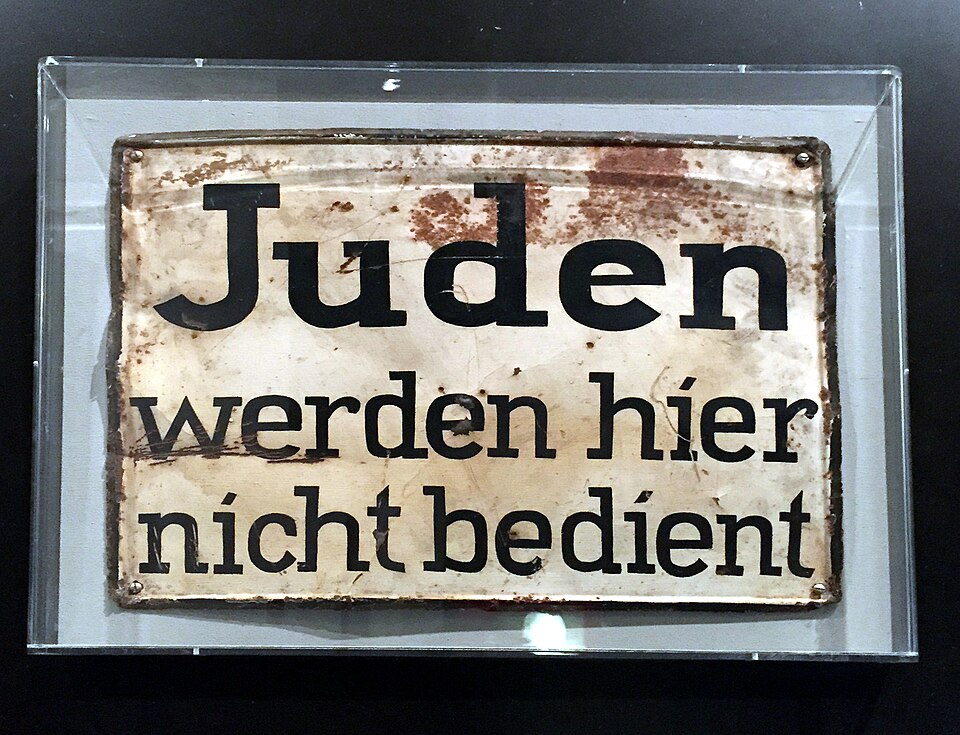 Juden
werden hier
nicht bedient